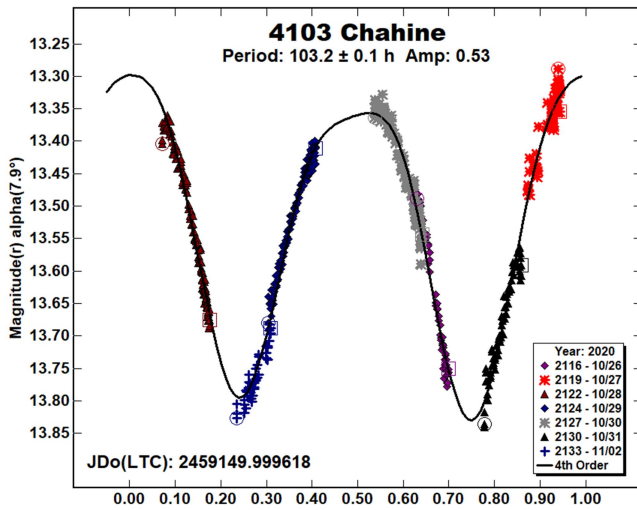 4103 Chahine
Period: 103.2 ± 0.1 h Amp: 0.53
Magnitude(r) alpha(7.9°)
13.25
13.30
13.35
13.40
13.45
13.50
13.55
13.60
13.65
13.70
13.75
13.80
13.85
Year: 2020
2116 - 10/26
2119 - 10/27
2122 - 10/28
2124 - 10/29
2127 - 10/30
2130 - 10/31
2133 - 11/02
4th Order
JDo(LTC): 2459149.999618
0.00 0.10 0.20 0.30 0.40 0.50 0.60 0.70 0.80 0.90 1.00